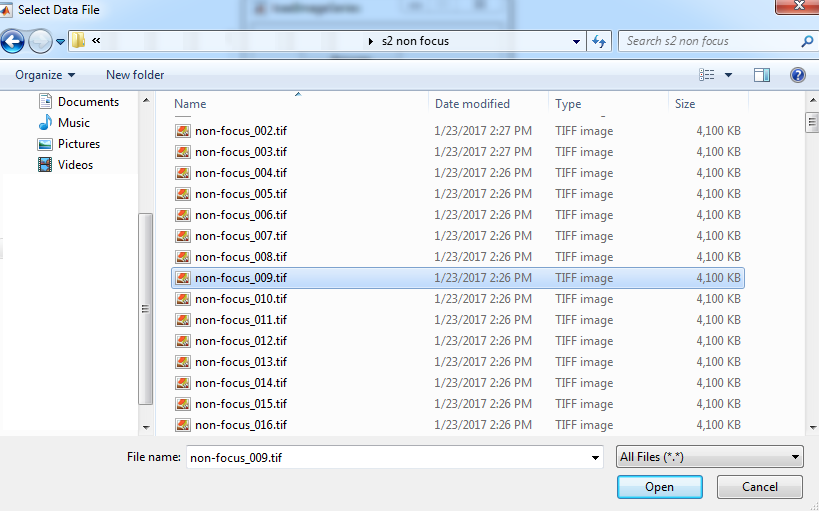 Select Data File
« s2 non focus Search s2 non focus
Organize New folder
Documents
Music
Pictures
Videos
Name Date modified Type Size
non-focus_002.tif 1/23/2017 2:27 PM TIFF image 4,100 KB
non-focus_003.tif 1/23/2017 2:27 PM TIFF image 4,100 KB
non-focus_004.tif 1/23/2017 2:26 PM TIFF image 4,100 KB
non-focus_005.tif 1/23/2017 2:26 PM TIFF image 4,100 KB
non-focus_006.tif 1/23/2017 2:26 PM TIFF image 4,100 KB
non-focus_007.tif 1/23/2017 2:26 PM TIFF image 4,100 KB
non-focus_008.tif 1/23/2017 2:26 PM TIFF image 4,100 KB
non-focus_009.tif 1/23/2017 2:26 PM TIFF image 4,100 KB
non-focus_010.tif 1/23/2017 2:26 PM TIFF image 4,100 KB
non-focus_011.tif 1/23/2017 2:26 PM TIFF image 4,100 KB
non-focus_012.tif 1/23/2017 2:26 PM TIFF image 4,100 KB
non-focus_013.tif 1/23/2017 2:26 PM TIFF image 4,100 KB
non-focus_014.tif 1/23/2017 2:26 PM TIFF image 4,100 KB
non-focus_015.tif 1/23/2017 2:26 PM TIFF image 4,100 KB
non-focus_016.tif 1/23/2017 2:26 PM TIFF image 4,100 KB
File name: non-focus_009.tif All Files (*.*)
Open Cancel